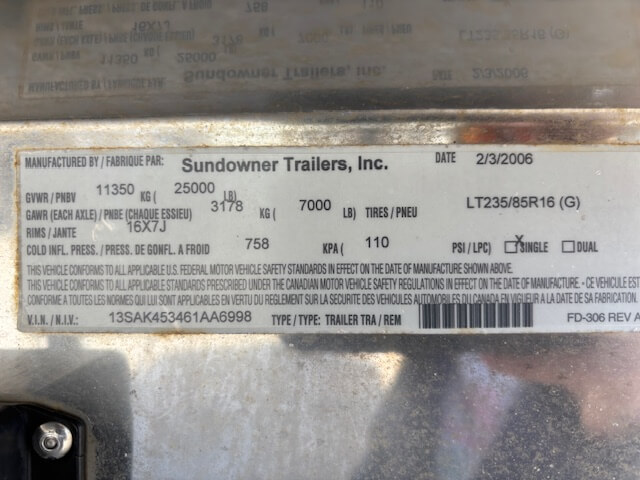 MANUFACTURED BY / FABRIQUE PAR: Sundowner Trailers, Inc. DATE 2/3/2006
GVWR / PNBV 11350 KG ( 25000 LB)
GAWR (EACH AXLE) / PNBE (CHAQUE ESSIEU) 3178 KG ( 7000 LB) TIRES / PNEU LT235/85R16 (G)
RIMS / JANTE 16X7J
COLD INFL. PRESS. / PRESS. DE GONFL. A FROID 758 KPA ( 110 PSI / LPC) X SINGLE DUAL
THIS VEHICLE CONFORMS TO ALL APPLICABLE U.S. FEDERAL MOTOR VEHICLE SAFETY STANDARDS IN EFFECT ON THE DATE OF MANUFACTURE SHOWN ABOVE.
THIS VEHICLE CONFORMS TO ALL APPLICABLE CANADIAN MOTOR VEHICLE SAFETY REGULATIONS IN EFFECT ON THE DATE OF MANUFACTURE - CE VEHICULE EST
CONFORME A TOUTES LES NORMES QUI LUI SONT APPLICABLES EN VERTU DU REGLEMENT SUR LA SECURITE DES VEHICULES AUTOMOBILES DU CANADA EN VIGUEUR A LA DATE DE SA FABRICATION.
V.I.N. / N.I.V.: 13SAK453461AA6998 TYPE / TYPE: TRAILER TRA / REM
FD-306 REV A